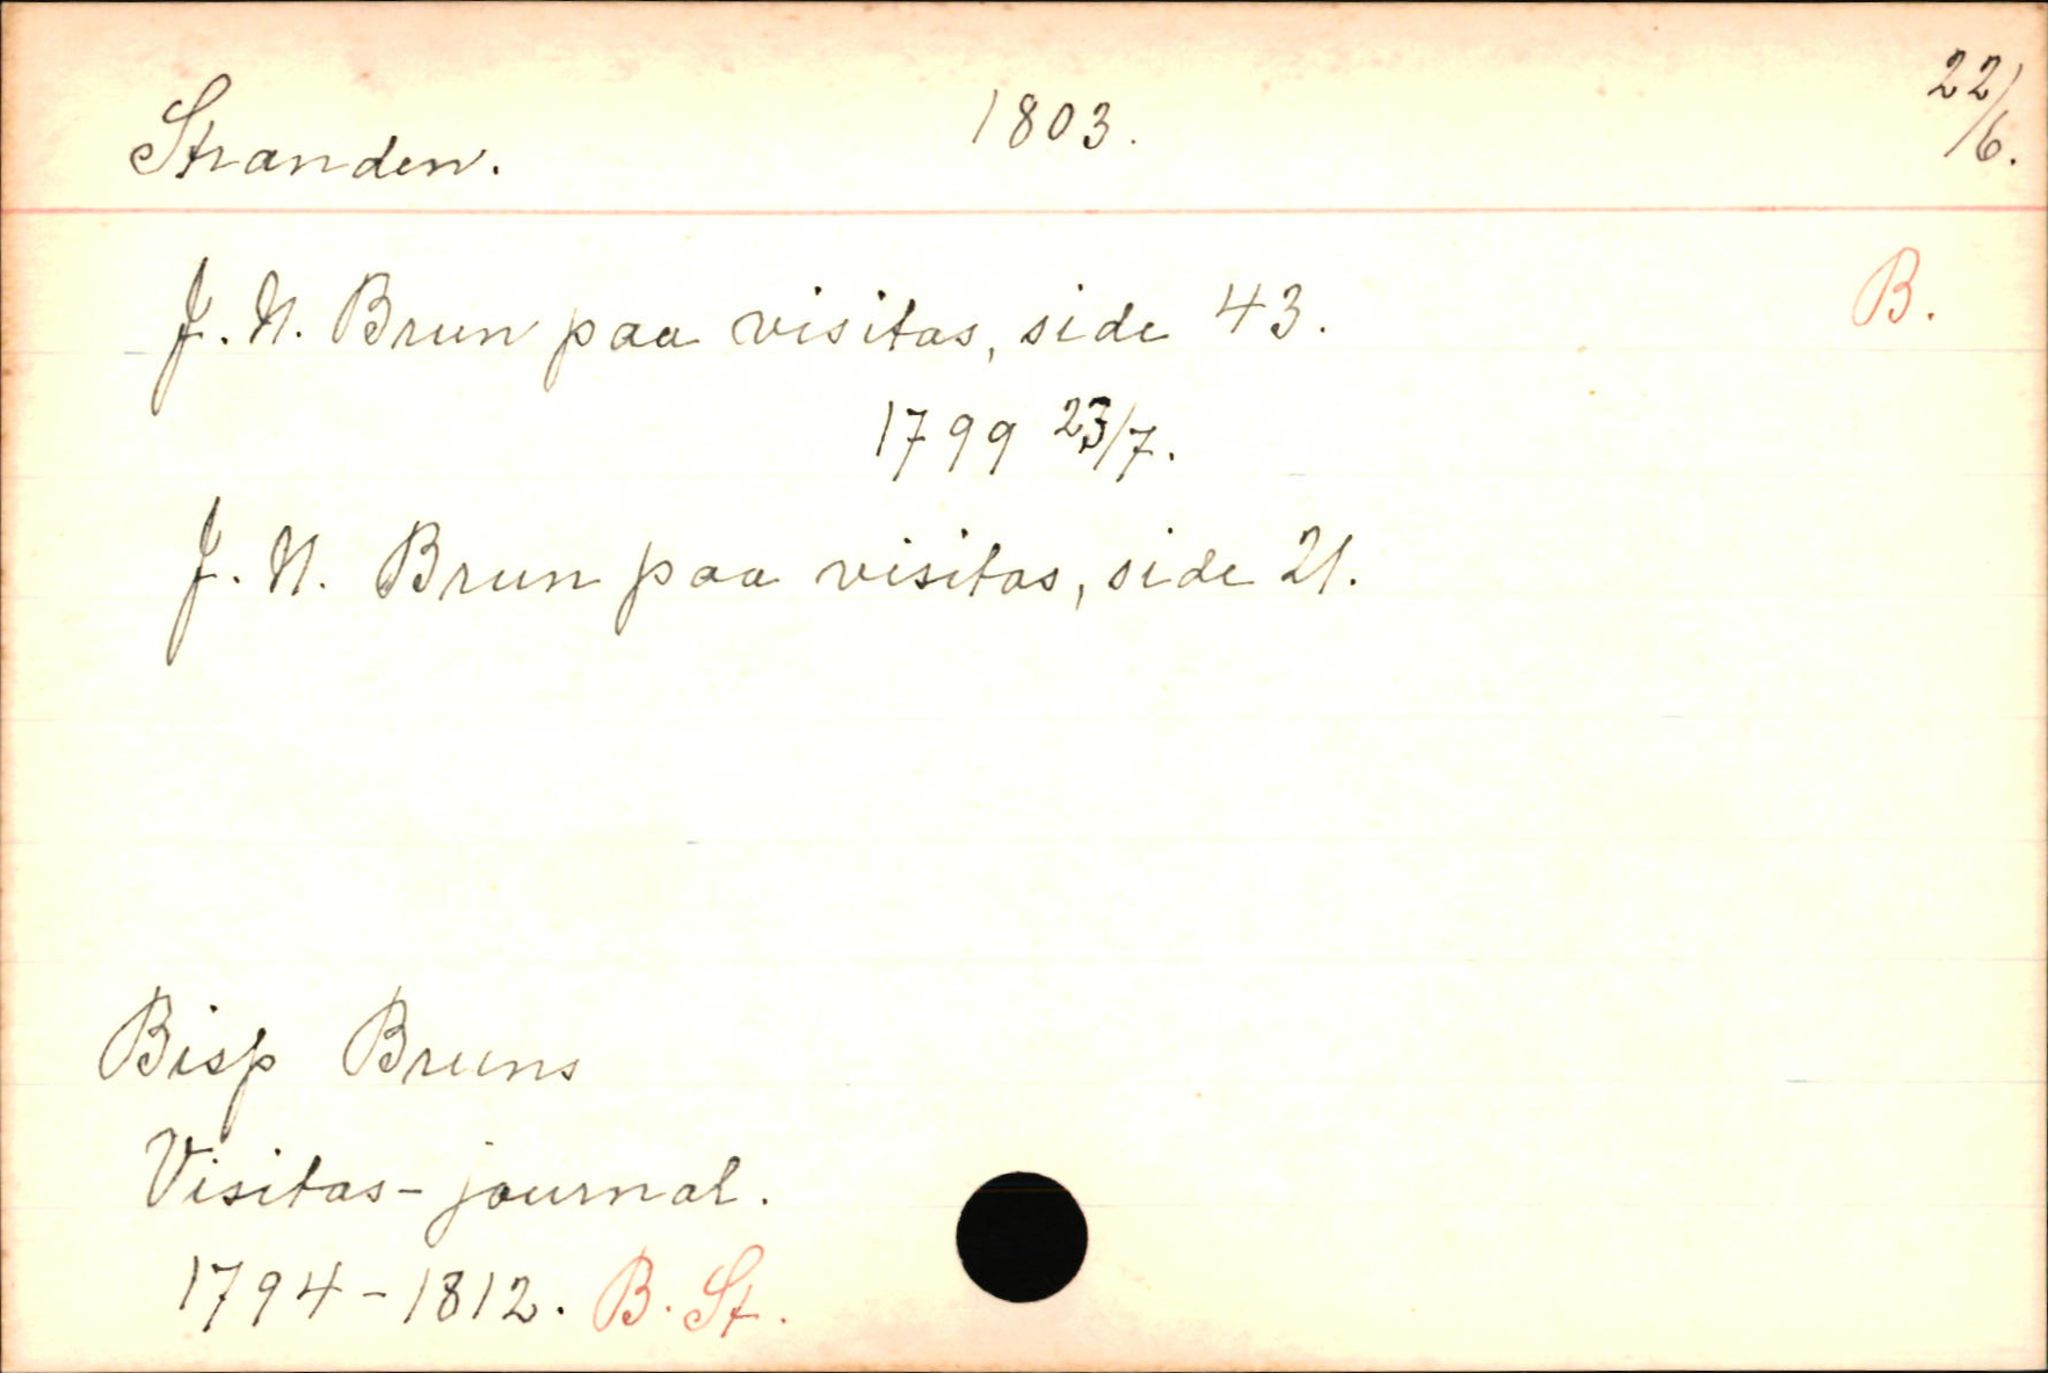 Stranden. 1803. 22/6.
J. N. Brun paa visitas, side 43. B.
1799 23/7.
J. N. Brun paa visitas, side 21.
Bisp Bruns
Visitas-journal.
1794-1812. B. St.